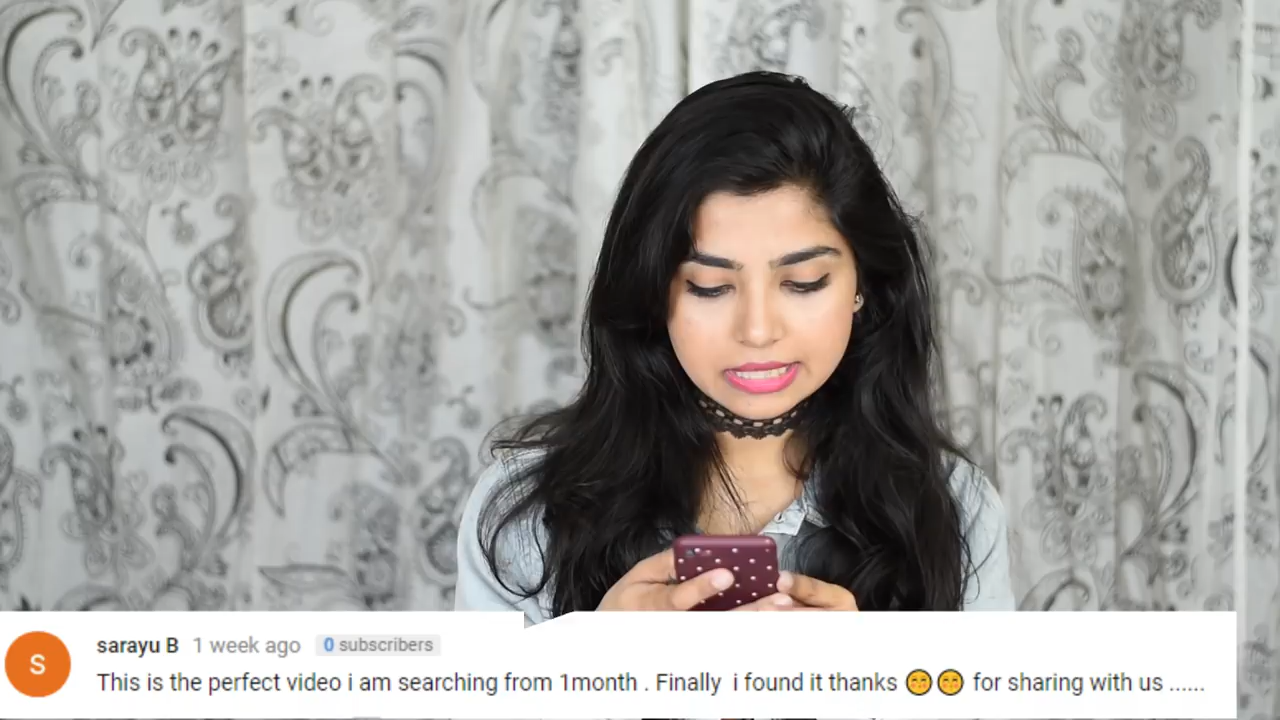 S
sarayu B 1 week ago 0 subscribers
This is the perfect video i am searching from 1month . Finally i found it thanks 😁😁 for sharing with us ......